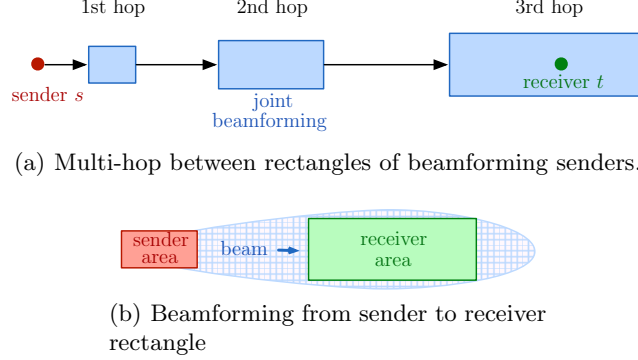 1st hop 2nd hop 3rd hop
sender s
joint
beamforming
receiver t
(a) Multi-hop between rectangles of beamforming senders.
sender
area
beam
receiver
area
(b) Beamforming from sender to receiver
rectangle